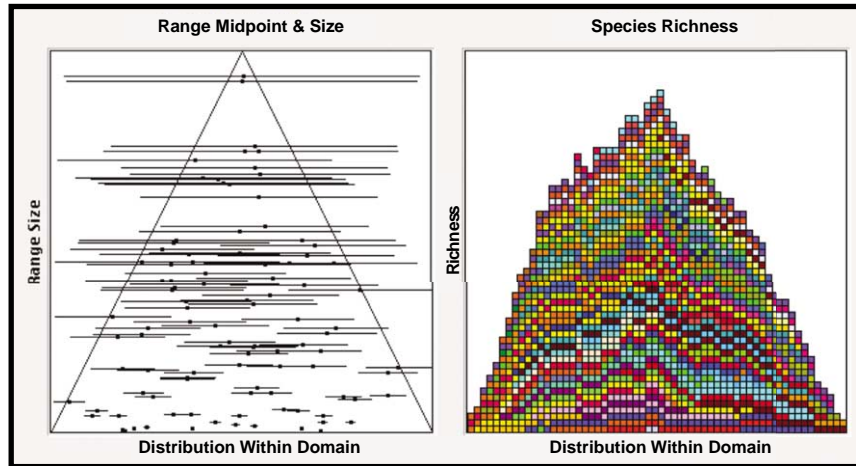 Range Midpoint & Size
Range Size
Distribution Within Domain
Species Richness
Richness
Distribution Within Domain